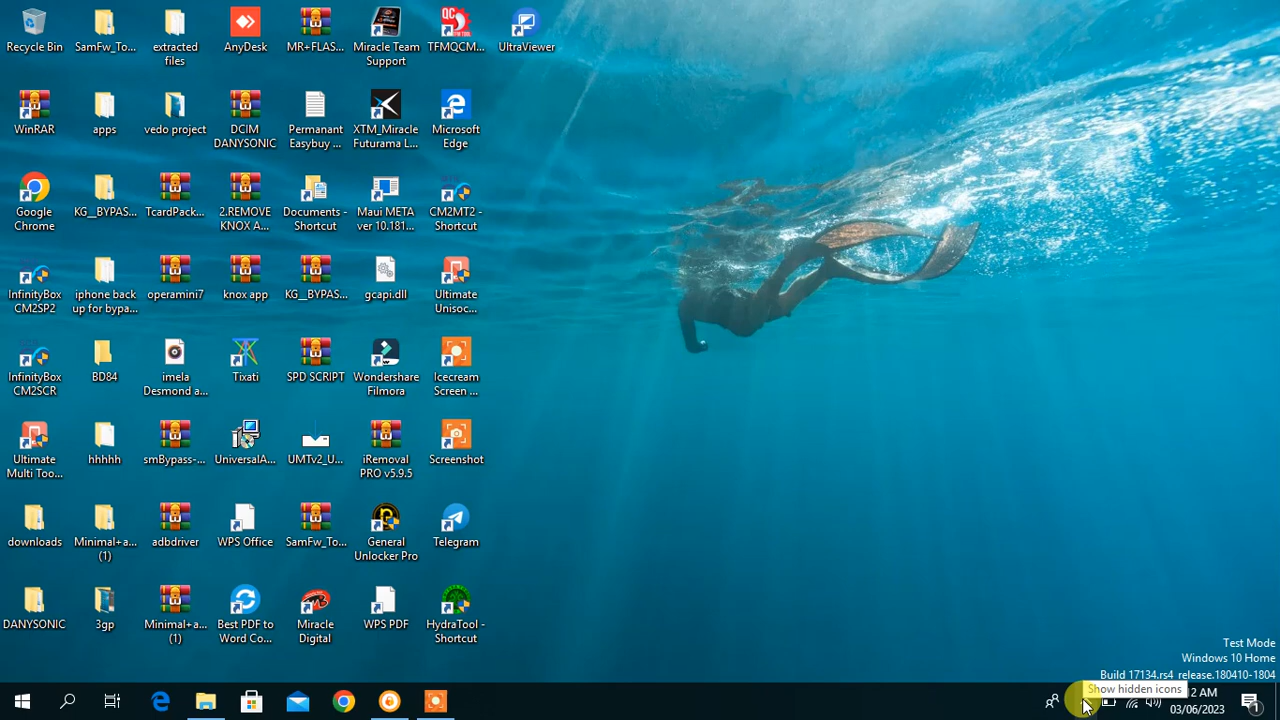 Recycle Bin
SamFw_To...
extracted
files
AnyDesk
MR+FLAS...
Miracle Team
Support
TFMQCM...
UltraViewer
WinRAR
apps
vedo project
DCIM
DANYSONIC
Permanant
Easybuy ...
XTM_Miracle
Futurama L...
Microsoft
Edge
Google
Chrome
KG__BYPAS...
TcardPack...
2.REMOVE
KNOX A...
Documents -
Shortcut
Maui META
ver 10.181...
CM2MT2 -
Shortcut
InfinityBox
CM2SP2
iphone back
up for bypa...
operamini7
knox app
KG__BYPAS...
gcapi.dll
Ultimate
Unisoc...
InfinityBox
CM2SCR
BD84
imela
Desmond a...
Tixati
SPD SCRIPT
Wondershare
Filmora
Icecream
Screen ...
Ultimate
Multi Too...
hhhhh
smBypass-...
UniversalA...
UMTv2_U...
iRemoval
PRO v5.9.5
Screenshot
downloads
Minimal+a...
(1)
adbdriver
WPS Office
SamFw_To...
General
Unlocker Pro
Telegram
DANYSONIC
3gp
Minimal+a...
(1)
Best PDF to
Word Co...
Miracle
Digital
WPS PDF
HydraTool -
Shortcut
Test Mode
Windows 10 Home
Build 17134.rs4_release.180410-1804
Show hidden icons
2 AM
03/06/2023
1